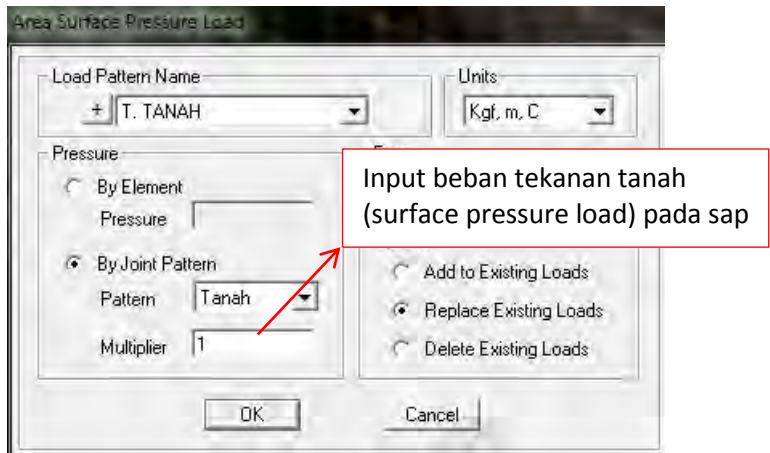 Area Surface Pressure Load
Load Pattern Name
Units
+ T. TANAH
Kgf, m, C
Pressure
By Element
Pressure
Input beban tekanan tanah
(surface pressure load) pada sap
By Joint Pattern
Pattern Tanah
Multiplier 1
Add to Existing Loads
Replace Existing Loads
Delete Existing Loads
OK
Cancel